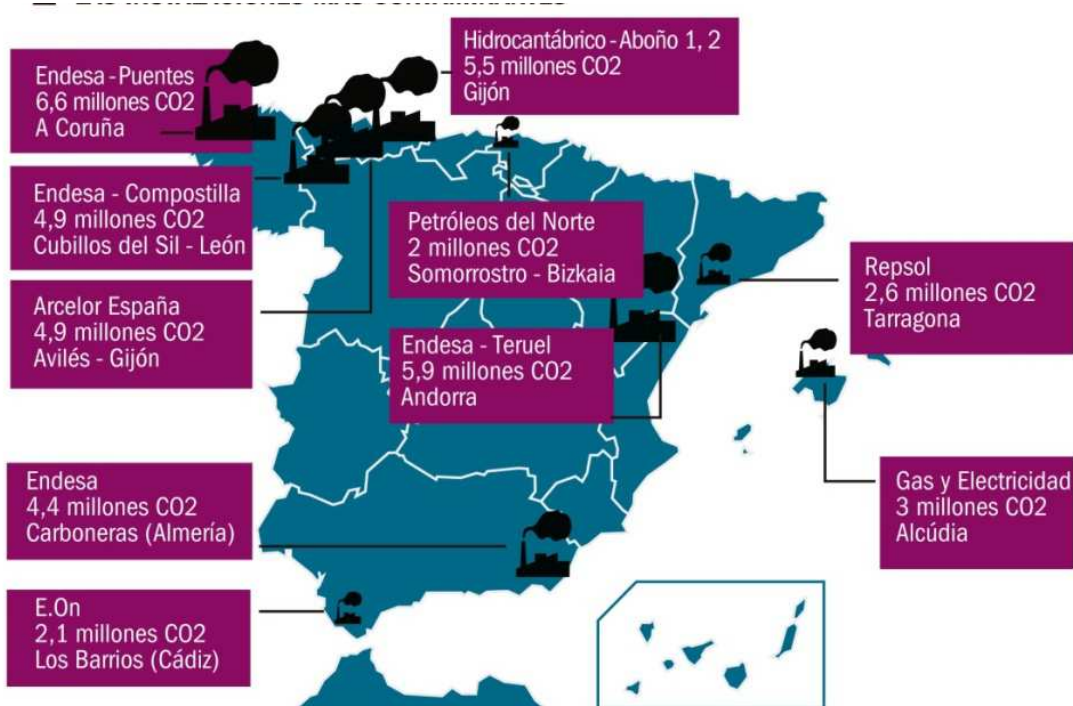 Endesa - Puentes
6,6 millones CO2
A Coruña
Hidrocantábrico - Aboño 1, 2
5,5 millones CO2
Gijón
Endesa - Compostilla
4,9 millones CO2
Cubillos del Sil - León
Petróleos del Norte
2 millones CO2
Somorrostro - Bizkaia
Repsol
2,6 millones CO2
Tarragona
Arcelor España
4,9 millones CO2
Avilés - Gijón
Endesa - Teruel
5,9 millones CO2
Andorra
Endesa
4,4 millones CO2
Carboneras (Almería)
Gas y Electricidad
3 millones CO2
Alcúdia
E.On
2,1 millones CO2
Los Barrios (Cádiz)